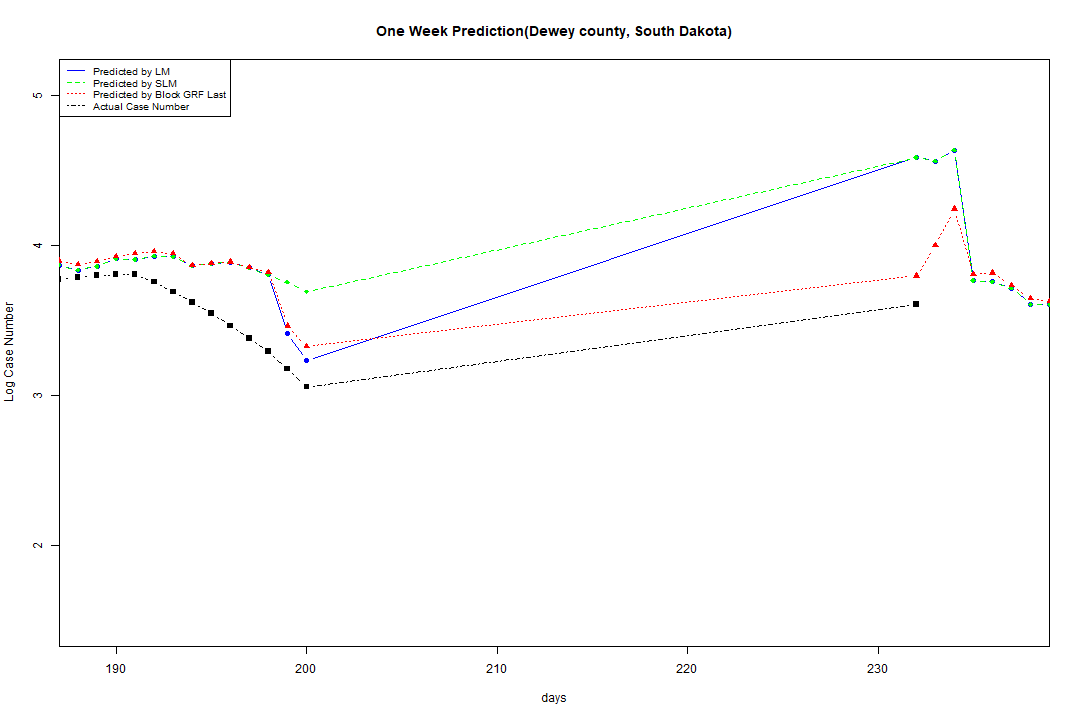 One Week Prediction(Dewey county, South Dakota)
Predicted by LM
Predicted by SLM
Predicted by Block GRF Last
Actual Case Number
5
4
3
2
Log Case Number
190 200 210 220 230
days